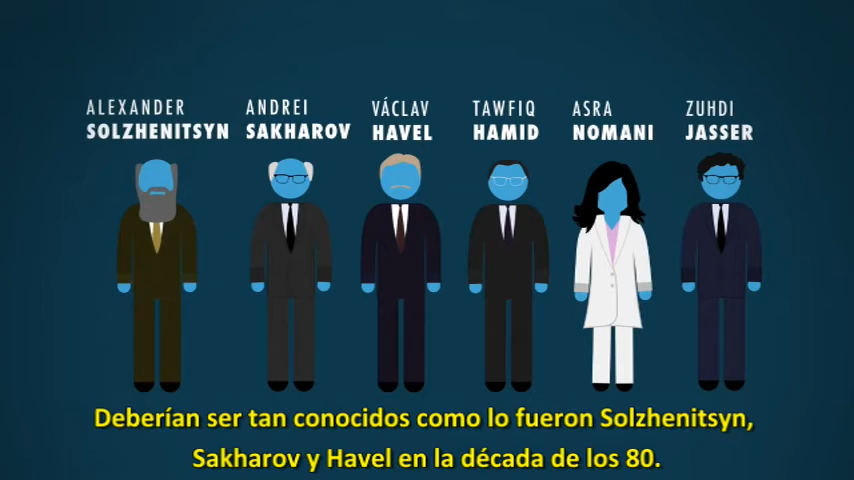 ALEXANDER
SOLZHENITSYN
ANDREI
SAKHAROV
VÁCLAV
HAVEL
TAWFIQ
HAMID
ASRA
NOMANI
ZUHDI
JASSER
Deberían ser tan conocidos como lo fueron Solzhenitsyn,
Sakharov y Havel en la década de los 80.